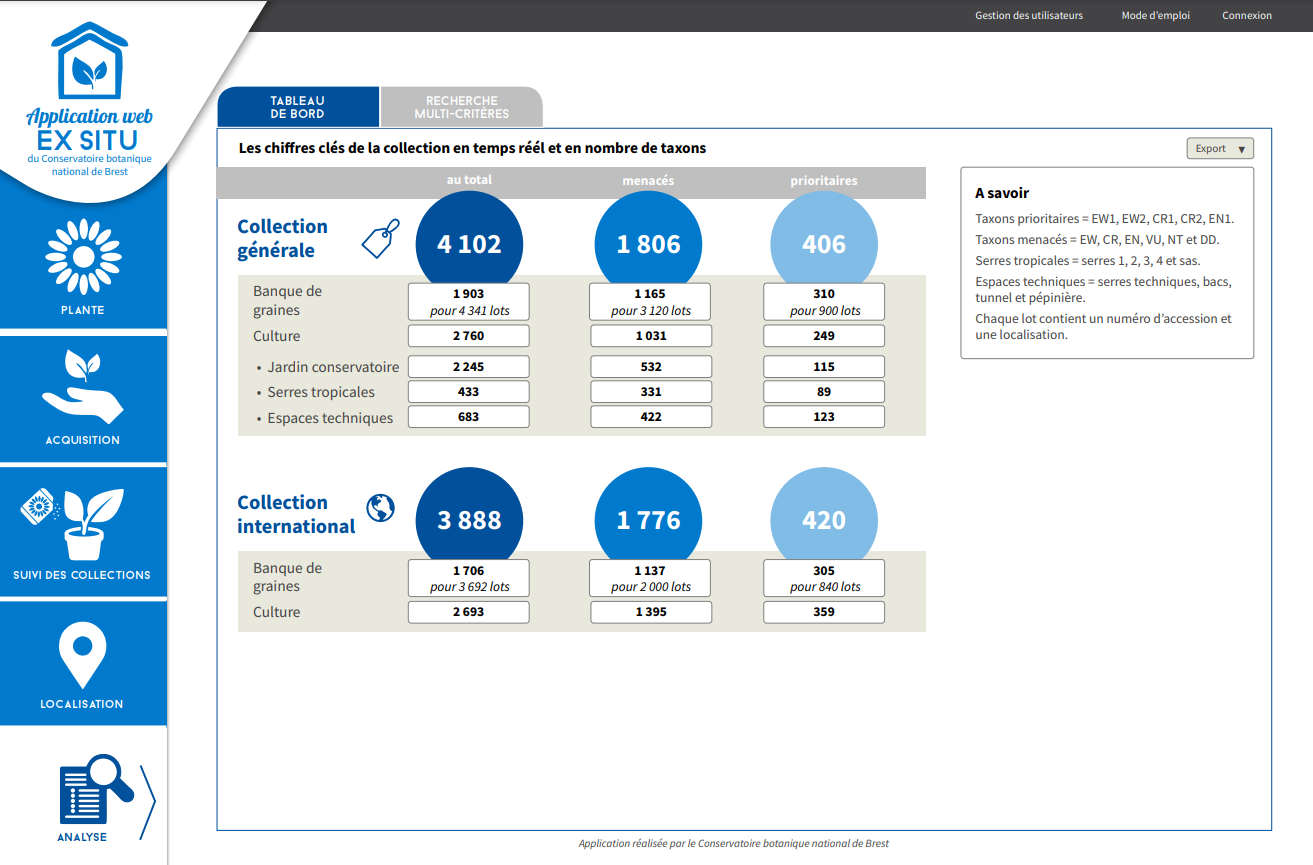 Gestion des utilisateurs Mode d'emploi Connexion
Application web
EX SITU
du Conservatoire botanique
national de Brest
PLANTE
ACQUISITION
SUIVI DES COLLECTIONS
LOCALISATION
ANALYSE
TABLEAU
DE BORD
RECHERCHE
MULTI-CRITÈRES
Les chiffres clés de la collection en temps réél et en nombre de taxons
Export ▼
au total menacés prioritaires
Collection
générale
4 102 1 806 406
Banque de
graines
1 903 1 165 310
pour 4 341 lots pour 3 120 lots pour 900 lots
Culture 2 760 1 031 249
• Jardin conservatoire 2 245 532 115
• Serres tropicales 433 331 89
• Espaces techniques 683 422 123
Collection
international
3 888 1 776 420
Banque de
graines
1 706 1 137 305
pour 3 692 lots pour 2 000 lots pour 840 lots
Culture 2 693 1 395 359
A savoir
Taxons prioritaires = EW1, EW2, CR1, CR2, EN1.
Taxons menacés = EW, CR, EN, VU, NT et DD.
Serres tropicales = serres 1, 2, 3, 4 et sas.
Espaces techniques = serres techniques, bacs,
tunnel et pépinière.
Chaque lot contient un numéro d'accession et
une localisation.
Application réalisée par le Conservatoire botanique national de Brest